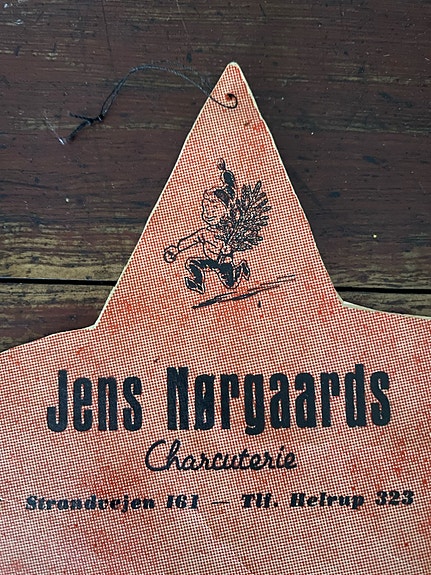 Jens Nørgaards
Charcuterie
Strandvejen 161 — Tlf. Helrup 323